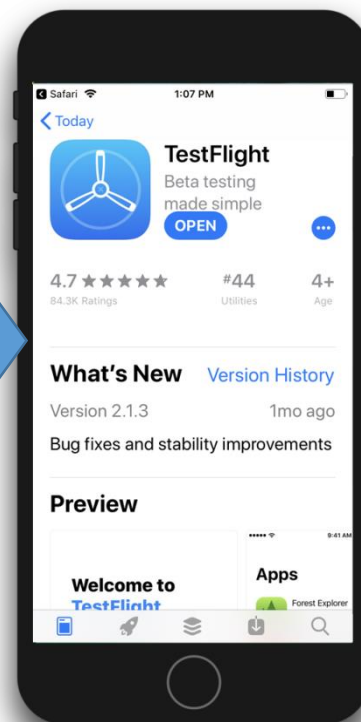 Safari 1:07 PM
Today
TestFlight
Beta testing
made simple
OPEN
4.7 #44 4+
84.3K Ratings Utilities Age
What's New Version History
Version 2.1.3 1mo ago
Bug fixes and stability improvements
Preview
9:41 AM
Welcome to Apps
TestFlight Forest Explorer